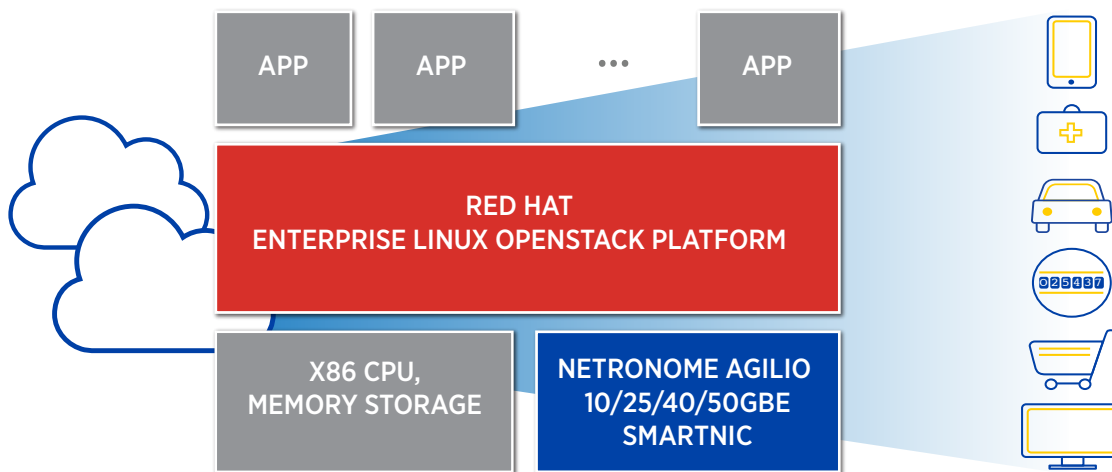 APP
APP
...
APP
RED HAT
ENTERPRISE LINUX OPENSTACK PLATFORM
025437
X86 CPU,
MEMORY STORAGE
NETRONOME AGILIO
10/25/40/50GBE
SMARTNIC